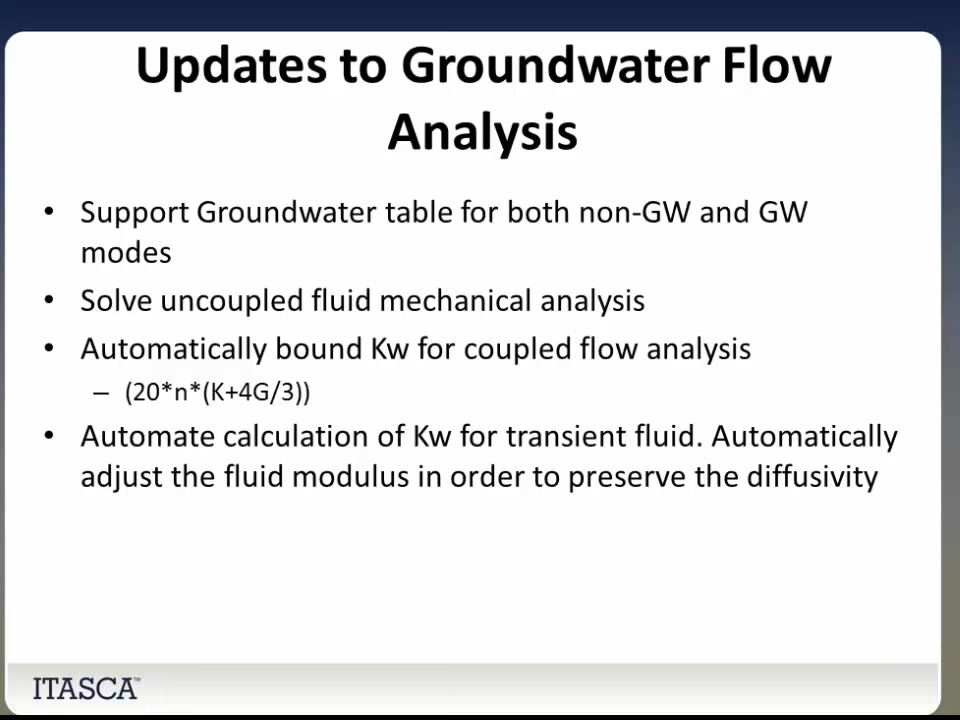 Updates to Groundwater Flow
Analysis
• Support Groundwater table for both non-GW and GW
modes
• Solve uncoupled fluid mechanical analysis
• Automatically bound Kw for coupled flow analysis
– (20*n*(K+4G/3))
• Automate calculation of Kw for transient fluid. Automatically
adjust the fluid modulus in order to preserve the diffusivity
ITASCA™